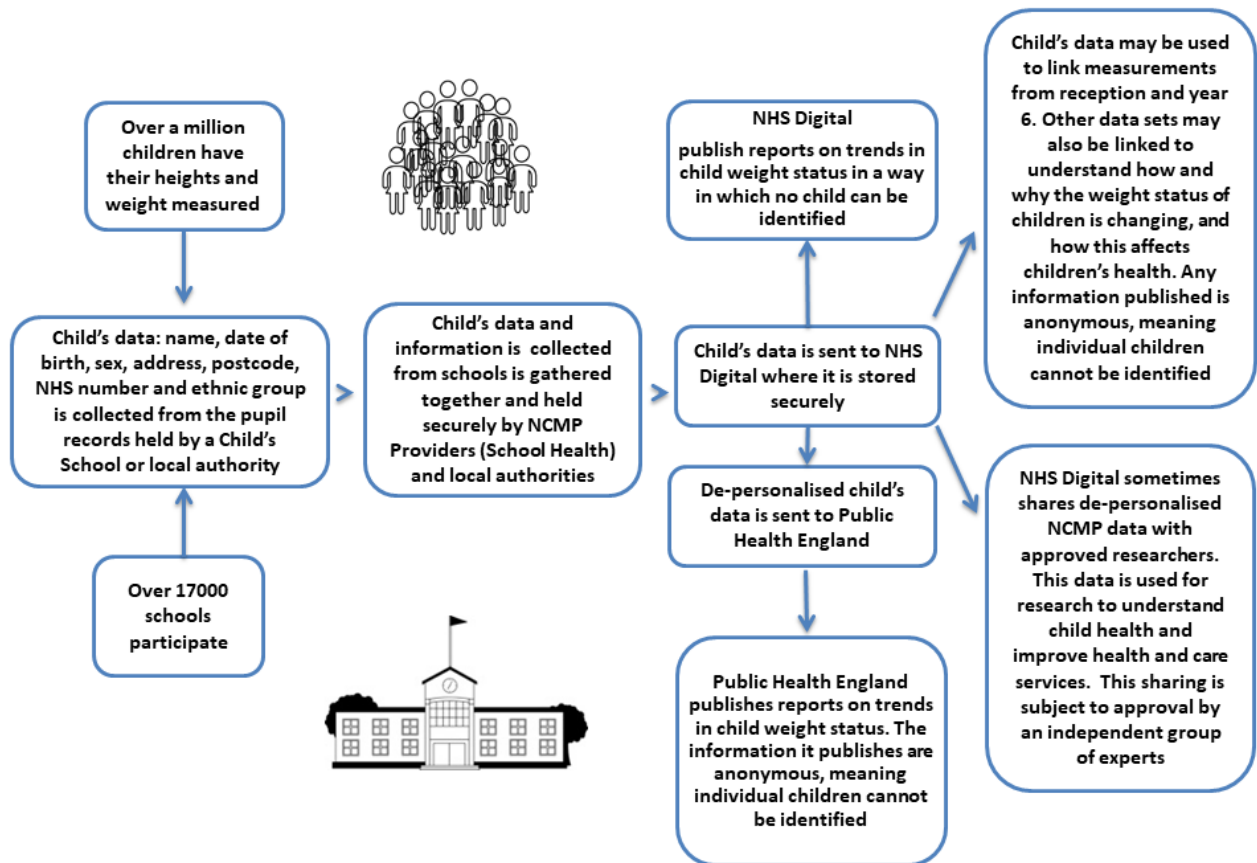 Over a million
children have
their heights and
weight measured
Child's data: name, date of
birth, sex, address, postcode,
NHS number and ethnic group
is collected from the pupil
records held by a Child's
School or local authority
Over 17000
schools
participate
Child's data and
information is collected
from schools is gathered
together and held
securely by NCMP
Providers (School Health)
and local authorities
NHS Digital
publish reports on trends in
child weight status in a way
in which no child can be
identified
Child's data is sent to NHS
Digital where it is stored
securely
De-personalised child's
data is sent to Public
Health England
Public Health England
publishes reports on trends
in child weight status. The
information it publishes are
anonymous, meaning
individual children cannot
be identified
Child's data may be used
to link measurements
from reception and year
6. Other data sets may
also be linked to
understand how and
why the weight status of
children is changing, and
how this affects
children's health. Any
information published is
anonymous, meaning
individual children
cannot be identified
NHS Digital sometimes
shares de-personalised
NCMP data with
approved researchers.
This data is used for
research to understand
child health and
improve health and care
services. This sharing is
subject to approval by
an independent group
of experts